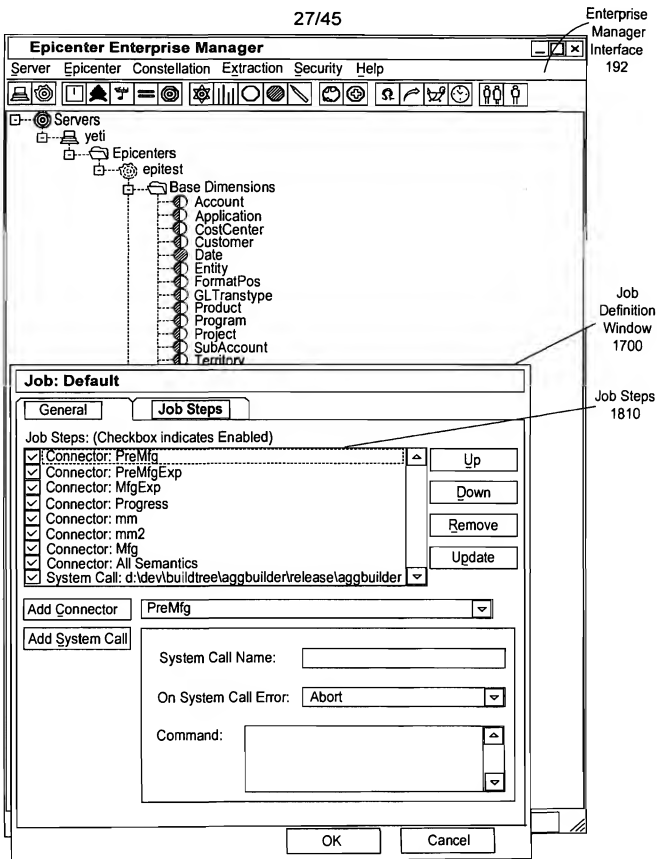 27/45
Enterprise
Manager
Interface
192
Epicenter Enterprise Manager
Server Epicenter Constellation Extraction Security Help
Servers
yeti
Epicenters
epitest
Base Dimensions
Account
Application
CostCenter
Customer
Date
Entity
FormatPos
GLTranstype
Product
Program
Project
SubAccount
Territory
Job
Definition
Window
1700
Job: Default
General Job Steps
Job Steps
1810
Job Steps: (Checkbox indicates Enabled)
Connector: PreMfg
Connector: PreMfgExp
Connector: MfgExp
Connector: Progress
Connector: mm
Connector: mm2
Connector: Mfg
Connector: All Semantics
System Call: d:\dev\buildtree\aggbuilder\release\aggbuilder
Up
Down
Remove
Update
Add Connector PreMfg
Add System Call
System Call Name:
On System Call Error: Abort
Command:
OK Cancel